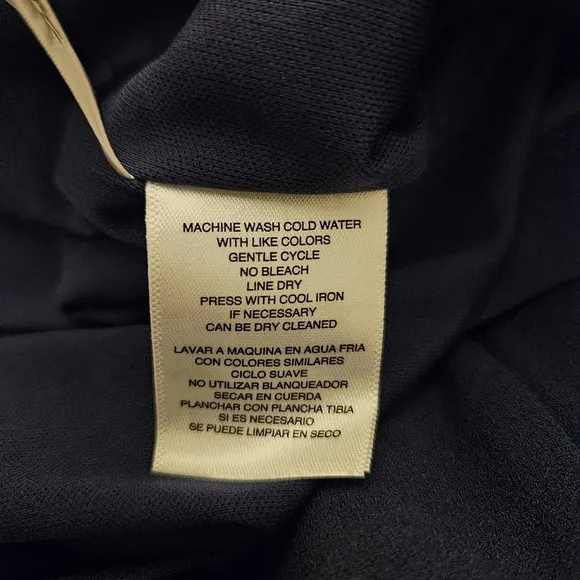 MACHINE WASH COLD WATER
WITH LIKE COLORS
GENTLE CYCLE
NO BLEACH
LINE DRY
PRESS WITH COOL IRON
IF NECESSARY
CAN BE DRY CLEANED
LAVAR A MAQUINA EN AGUA FRIA
CON COLORES SIMILARES
CICLO SUAVE
NO UTILIZAR BLANQUEADOR
SECAR EN CUERDA
PLANCHAR CON PLANCHA TIBIA
SI ES NECESARIO
SE PUEDE LIMPIAR EN SECO